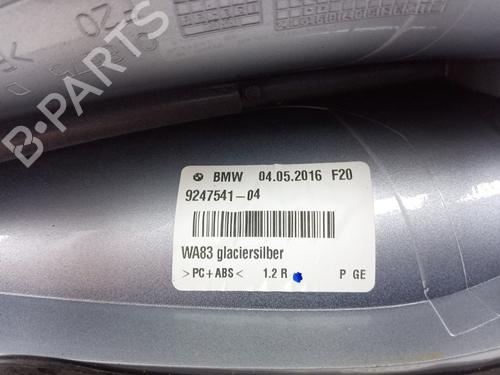 B-PARTS
BMW 04.05.2016 F20
9247541-04
WA83 glaciersilber
>PC+ABS< 1.2 R P GE